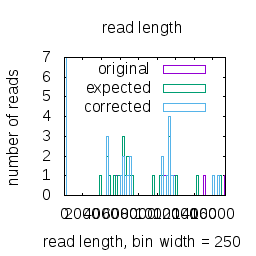 read length
7
6
5
4
3
2
1
0
number of reads
original
expected
corrected
read length, bin width = 250